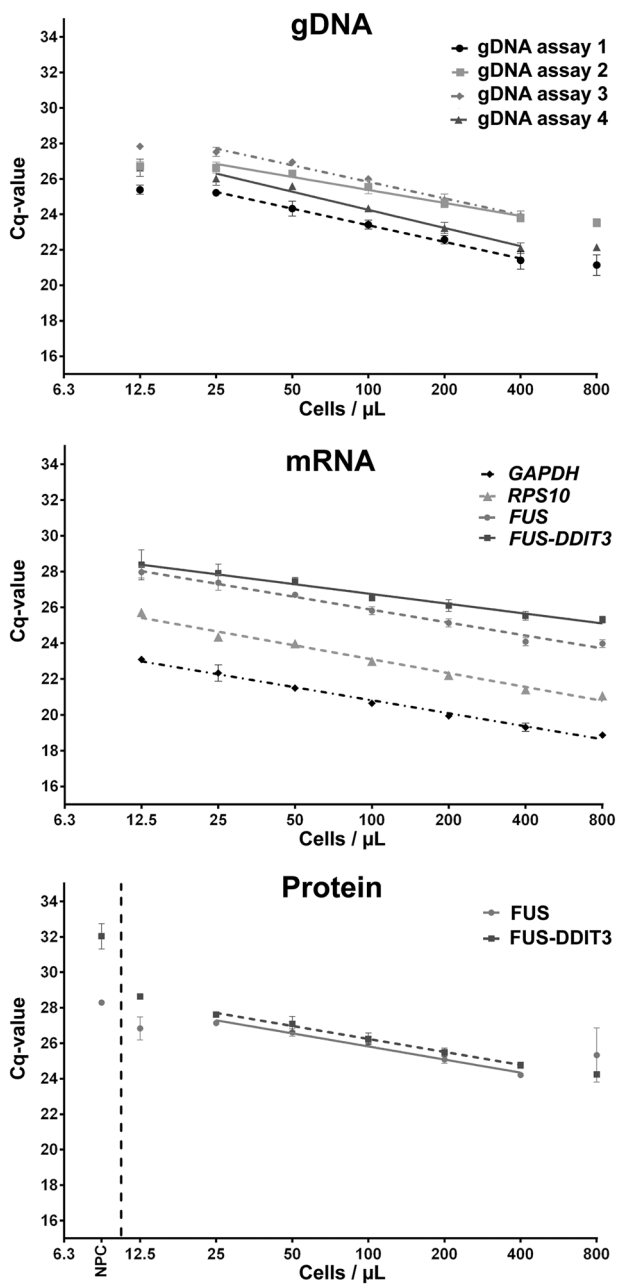 gDNA
gDNA assay 1
gDNA assay 2
gDNA assay 3
gDNA assay 4
Cq-value
34
32
30
28
26
24
22
20
18
16
6.3 12.5 25 50 100 200 400 800
Cells / µL
mRNA
GAPDH
RPS10
FUS
FUS-DDIT3
Cq-value
34
32
30
28
26
24
22
20
18
16
6.3 12.5 25 50 100 200 400 800
Cells / µL
Protein
FUS
FUS-DDIT3
Cq-value
34
32
30
28
26
24
22
20
18
16
6.3 NPC 12.5 25 50 100 200 400 800
Cells / µL